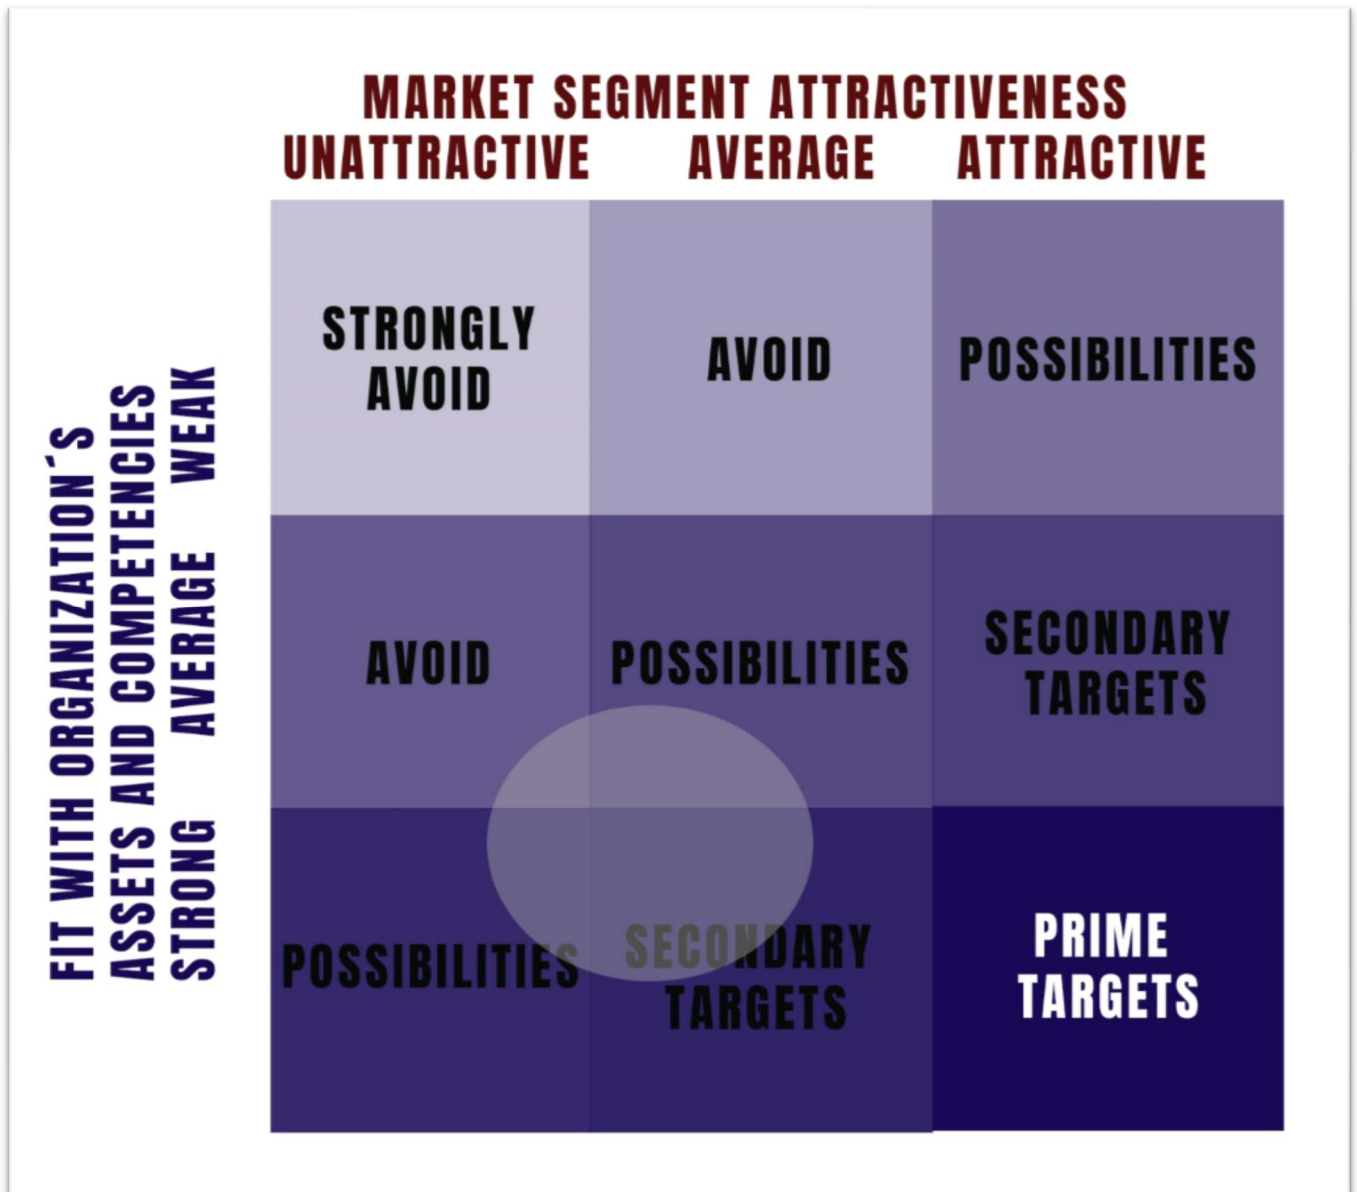 MARKET SEGMENT ATTRACTIVENESS
UNATTRACTIVE AVERAGE ATTRACTIVE
FIT WITH ORGANIZATION´S
ASSETS AND COMPETENCIES
STRONG AVERAGE WEAK
STRONGLY
AVOID
AVOID
POSSIBILITIES
AVOID
POSSIBILITIES
SECONDARY
TARGETS
POSSIBILITIES
SECONDARY
TARGETS
PRIME
TARGETS